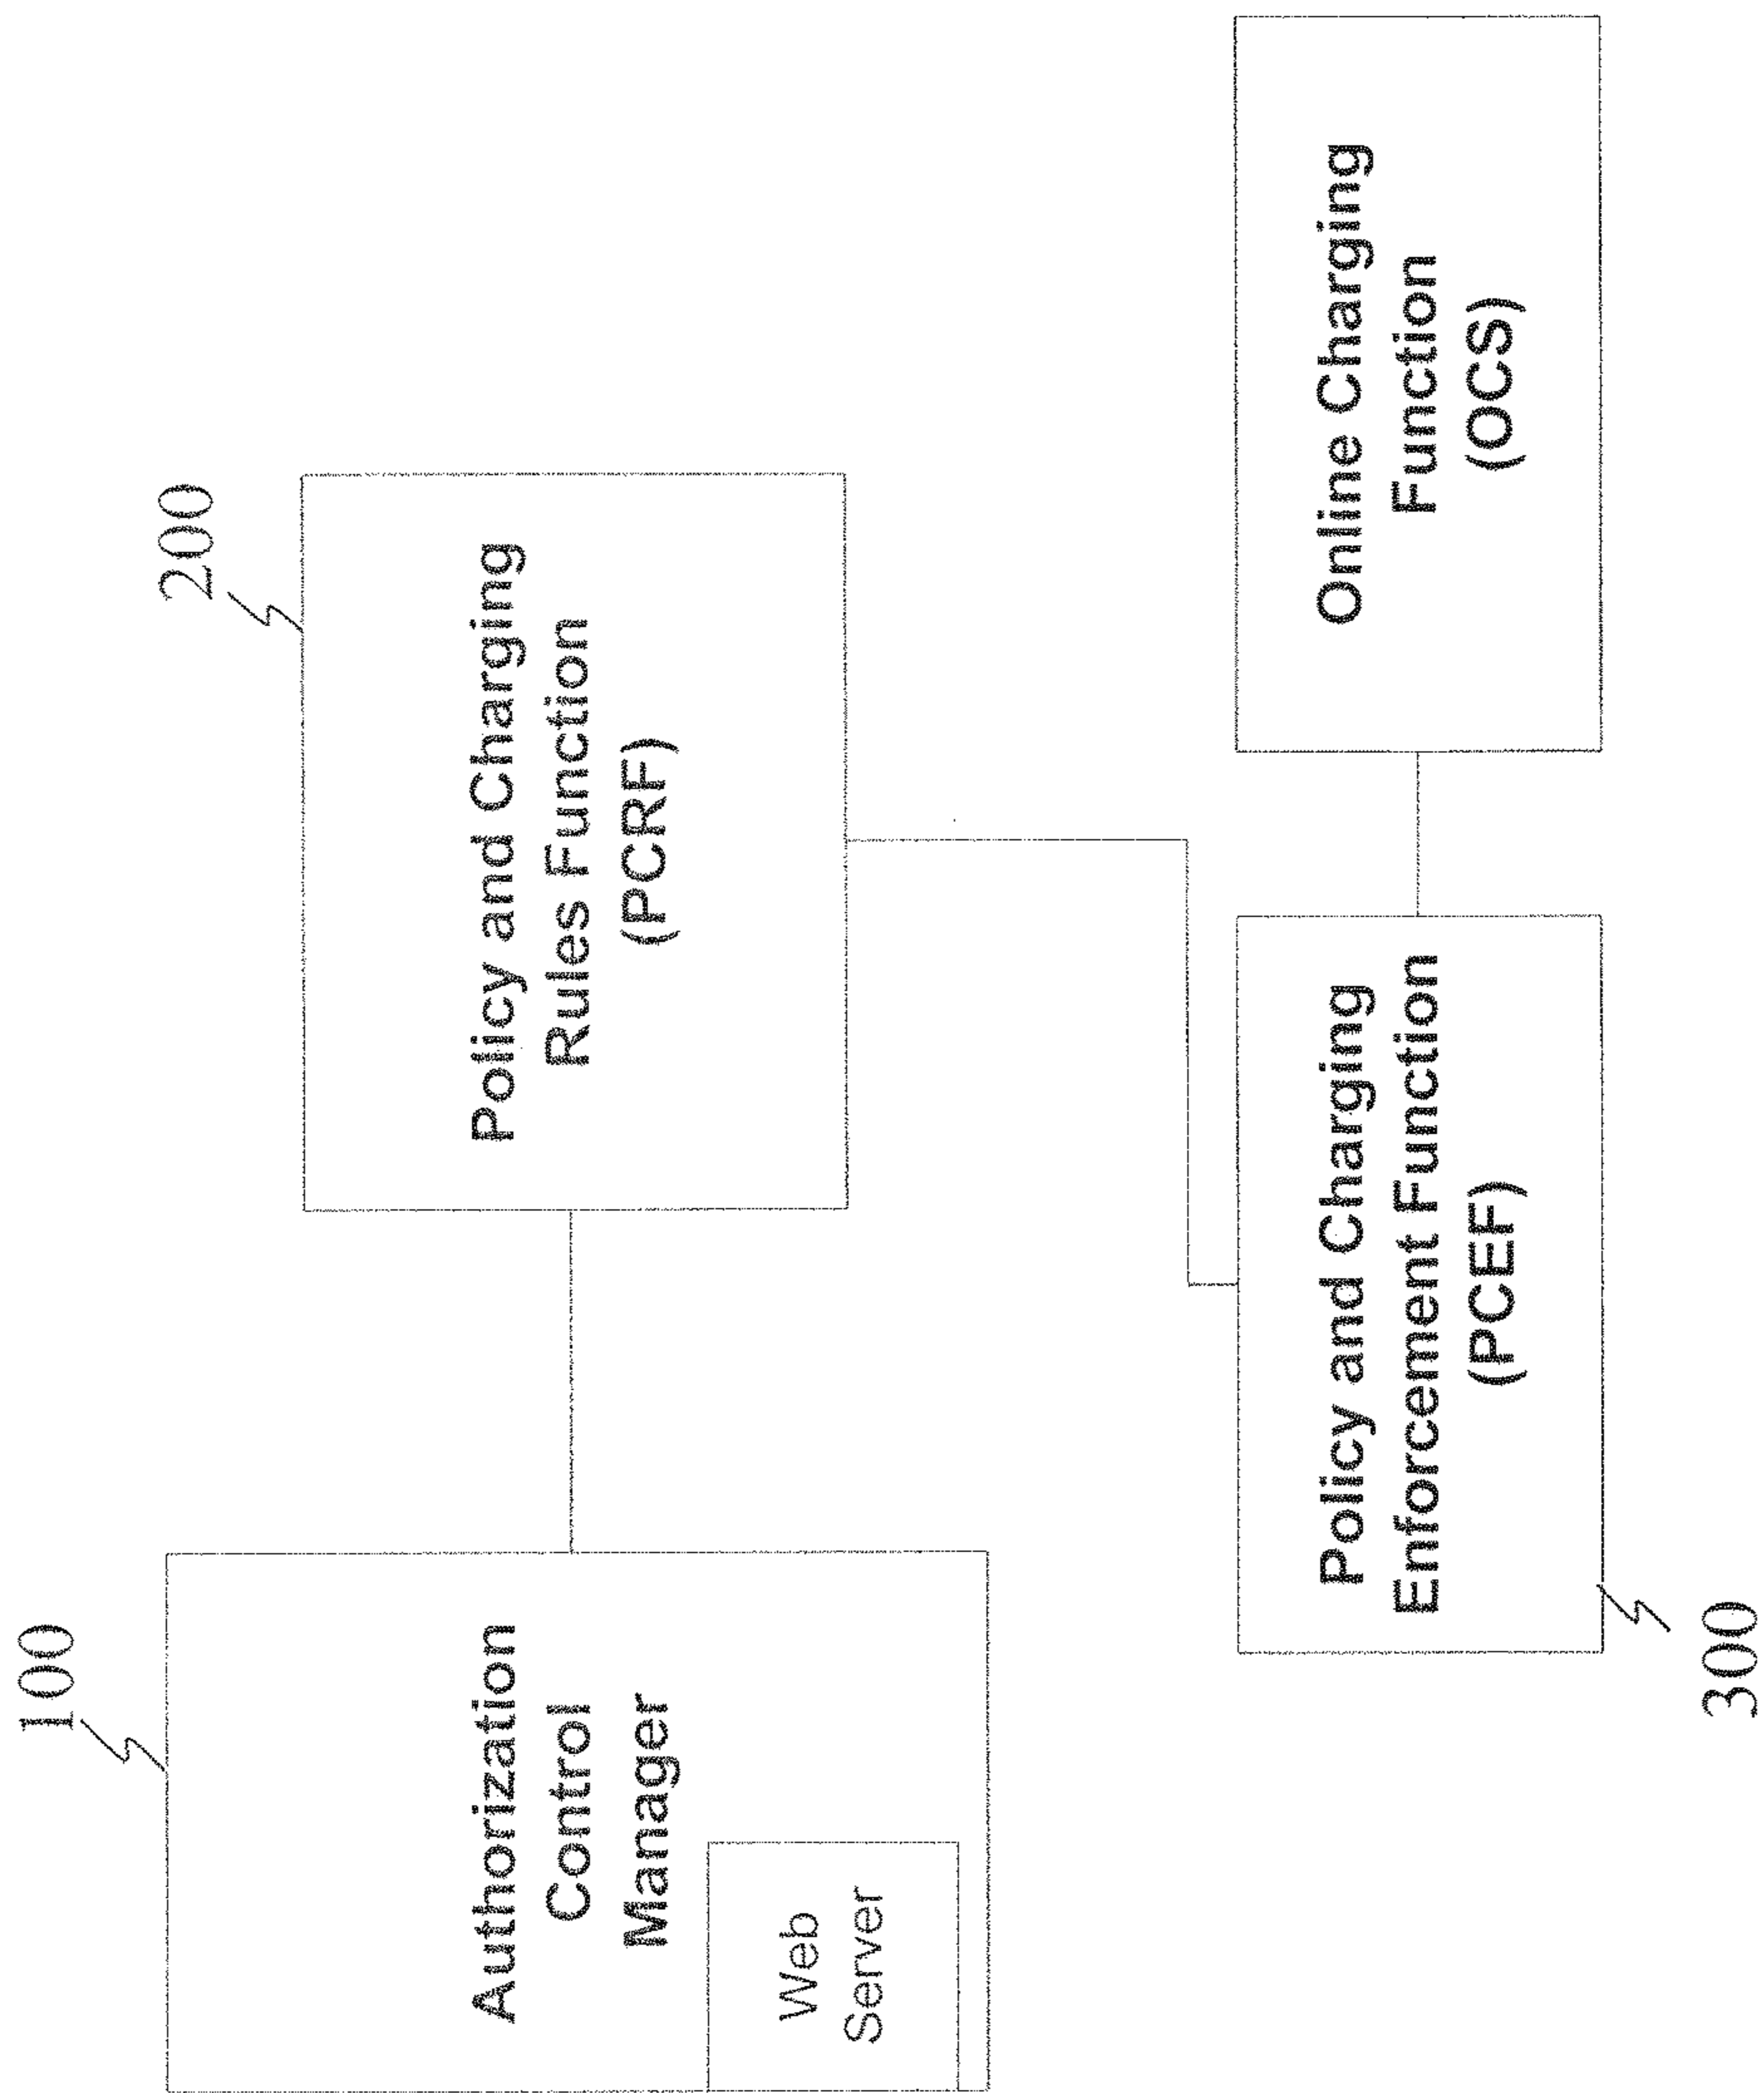 100
Authorization
Control
Manager
Web
Server
200
Policy and Charging
Rules Function
(PCRF)
Policy and Charging
Enforcement Function
(PCEF)
300
Online Charging
Function
(OCS)